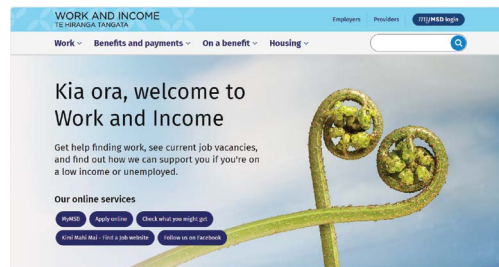 WORK AND INCOME
TE HIRANGA TANGATA
Employers
Providers
myMSD login
Work
Benefits and payments
On a benefit
Housing
Kia ora, welcome to
Work and Income
Get help finding work, see current job vacancies,
and find out how we can support you if you're on
a low income or unemployed.
Our online services
MyMSD
Apply online
Check what you might get
Kimi Mahi Mai - Find a Job website
Follow us on Facebook